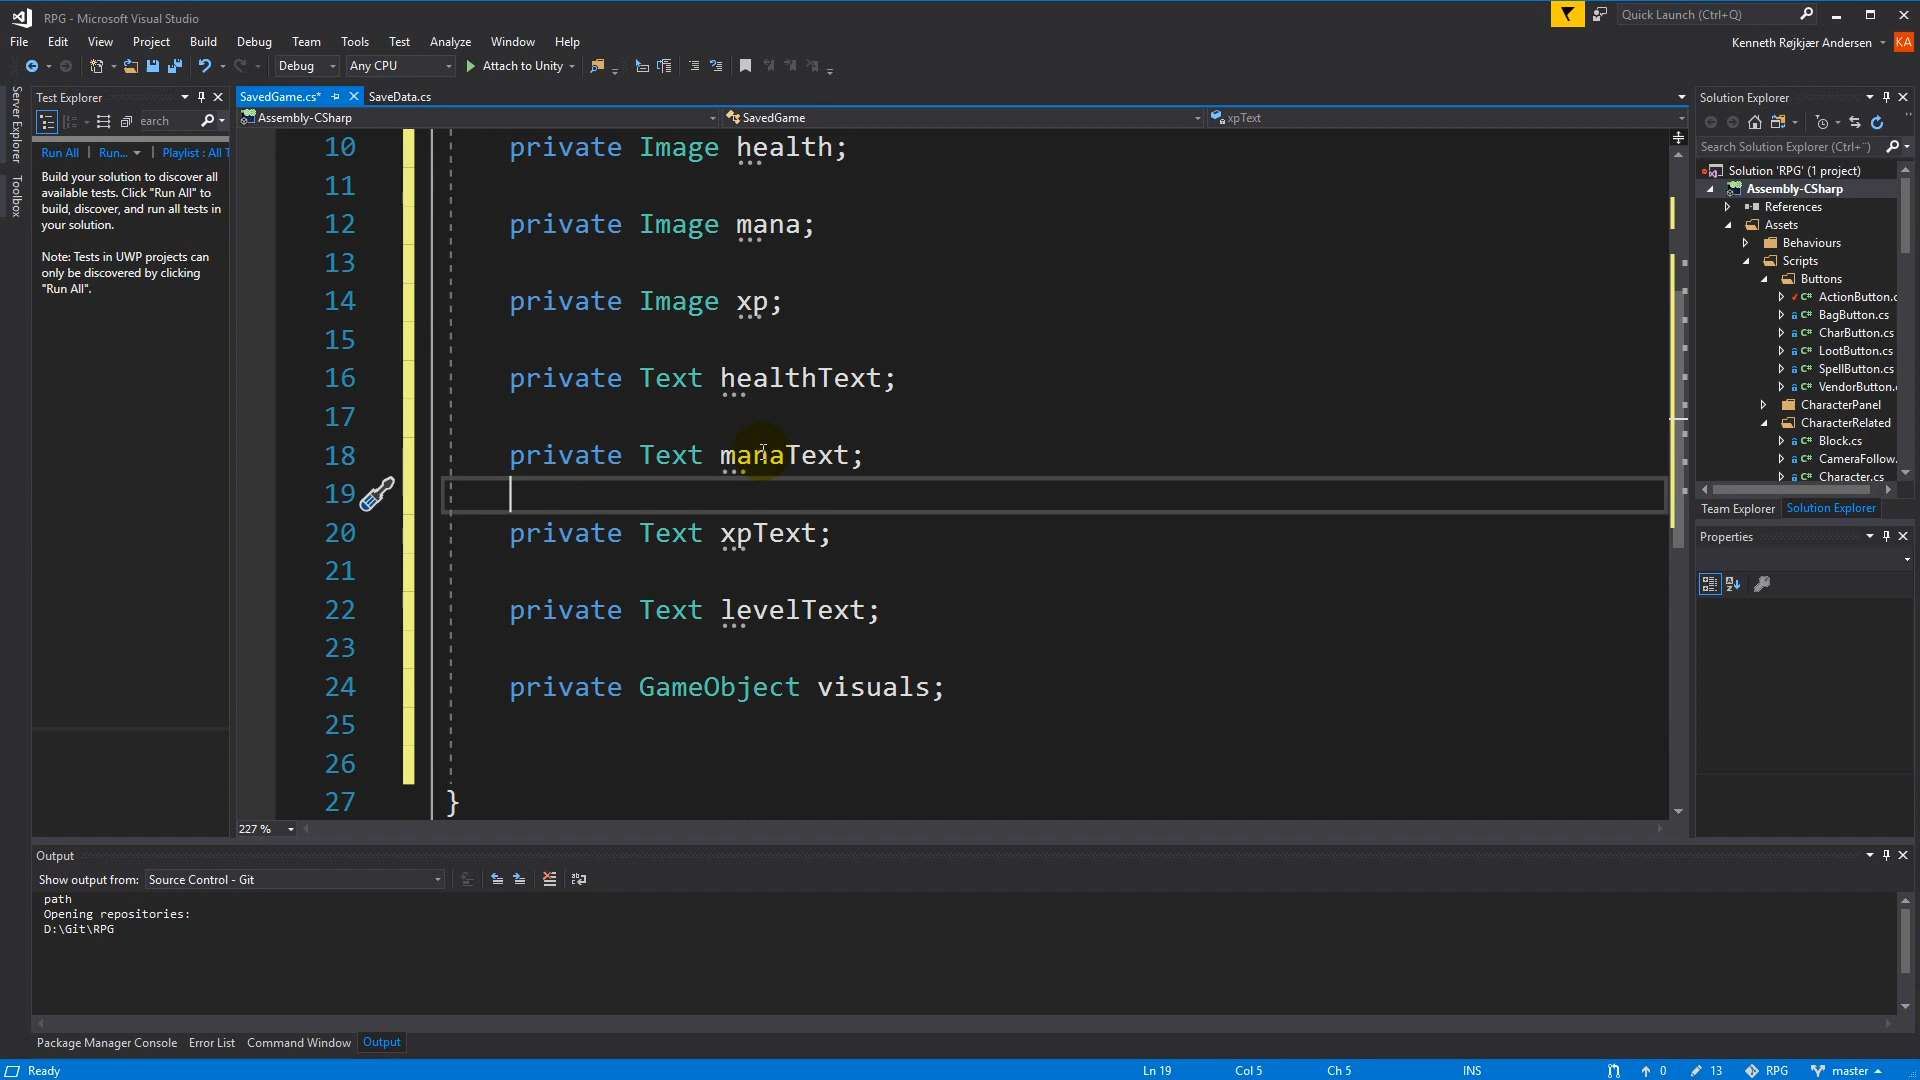 RPG - Microsoft Visual Studio
Quick Launch (Ctrl+Q)
File Edit View Project Build Debug Team Tools Test Analyze Window Help
Kenneth Røjkjær Andersen KA
Debug Any CPU Attach to Unity
Server Explorer
Toolbox
Test Explorer
earch
Run All Run... Playlist : All T
Build your solution to discover all
available tests. Click "Run All" to
build, discover, and run all tests in
your solution.
Note: Tests in UWP projects can
only be discovered by clicking
"Run All".
SavedGame.cs* SaveData.cs
Assembly-CSharp SavedGame xpText
10 private Image health;
11
12 private Image mana;
13
14 private Image xp;
15
16 private Text healthText;
17
18 private Text manaText;
19
20 private Text xpText;
21
22 private Text levelText;
23
24 private GameObject visuals;
25
26
27 }
227 %
Solution Explorer
Search Solution Explorer (Ctrl+¨)
Solution 'RPG' (1 project)
Assembly-CSharp
References
Assets
Behaviours
Scripts
Buttons
C# ActionButton.c
C# BagButton.cs
C# CharButton.cs
C# LootButton.cs
C# SpellButton.cs
C# VendorButton.
CharacterPanel
CharacterRelated
C# Block.cs
C# CameraFollow.
C# Character.cs
Team Explorer Solution Explorer
Properties
Output
Show output from: Source Control - Git
path
Opening repositories:
D:\Git\RPG
Package Manager Console Error List Command Window Output
Ready Ln 19 Col 5 Ch 5 INS 0 13 RPG master